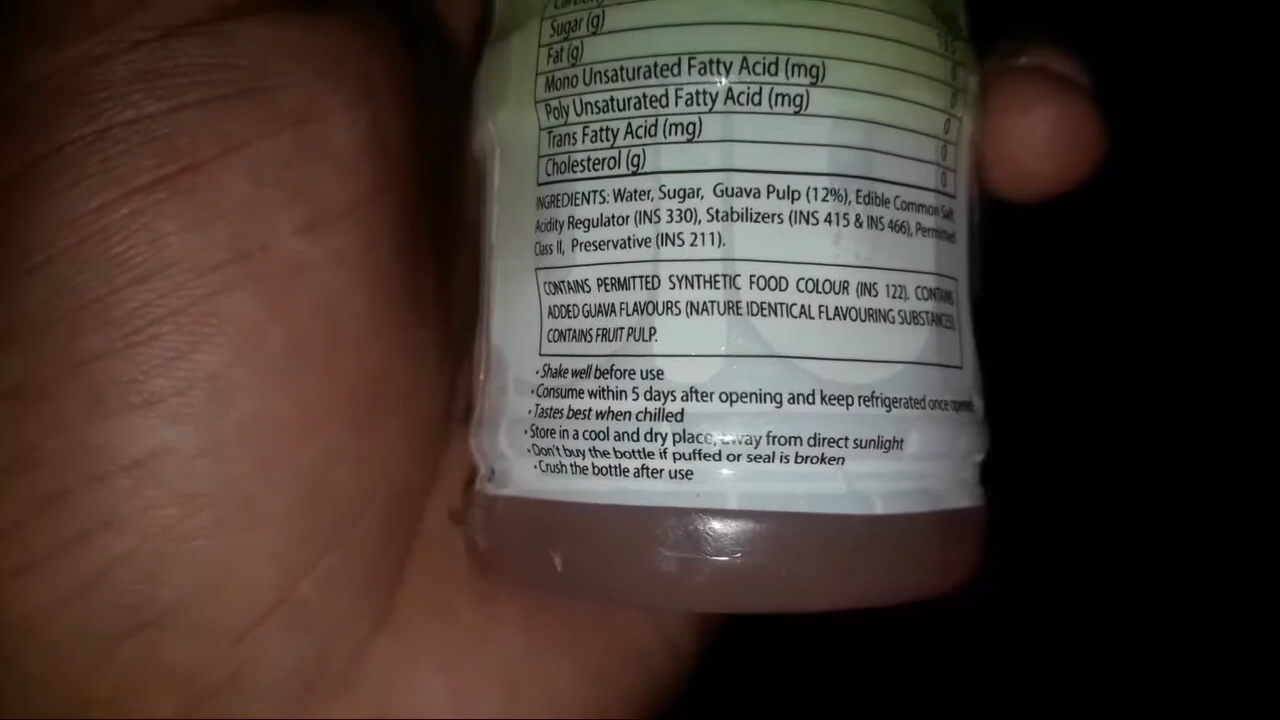 Sugar (g)
Fat (g)
Mono Unsaturated Fatty Acid (mg)
Poly Unsaturated Fatty Acid (mg) 0
Trans Fatty Acid (mg) 0
Cholesterol (g) 0
INGREDIENTS: Water, Sugar, Guava Pulp (12%), Edible Common Salt,
Acidity Regulator (INS 330), Stabilizers (INS 415 & INS 466), Permitted
Class II, Preservative (INS 211).
CONTAINS PERMITTED SYNTHETIC FOOD COLOUR (INS 122). CONTAINS
ADDED GUAVA FLAVOURS (NATURE IDENTICAL FLAVOURING SUBSTANCES).
CONTAINS FRUIT PULP.
•Shake well before use
•Consume within 5 days after opening and keep refrigerated once opened
•Tastes best when chilled
•Store in a cool and dry place, away from direct sunlight
•Don't buy the bottle if puffed or seal is broken
•Crush the bottle after use